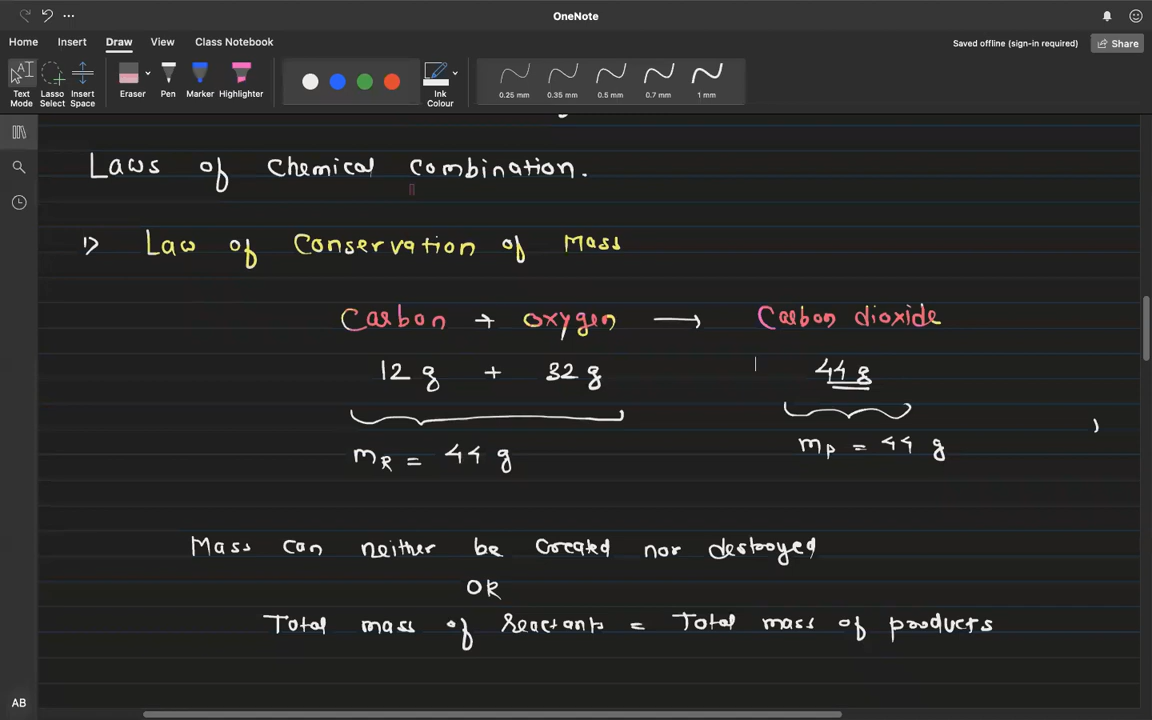 OneNote
Home Insert Draw View Class Notebook
Saved offline (sign-in required) Share
Text Mode Lasso Select Insert Space Eraser Pen Marker Highlighter Ink Colour 0.25 mm 0.35 mm 0.5 mm 0.7 mm 1 mm
Laws of Chemical Combination.
1> Law of Conservation of Mass
Carbon + oxygen → Carbon dioxide
12 g + 32 g 44 g
mR = 44 g mP = 44 g
Mass can neither be created nor destroyed
OR
Total mass of reactants = Total mass of products
AB